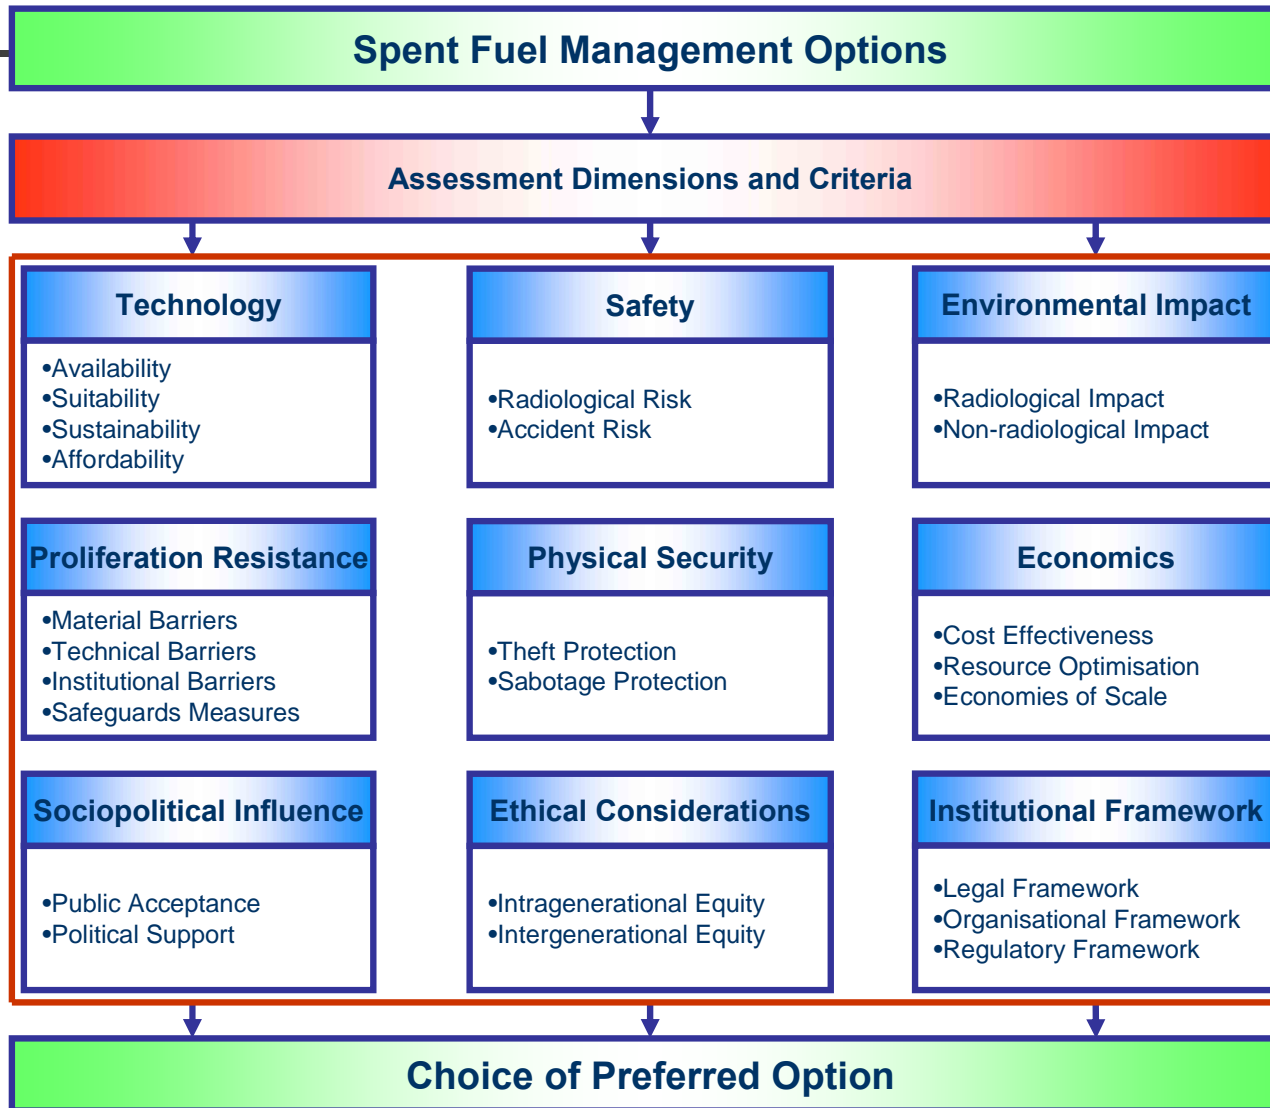 Spent Fuel Management Options
Assessment Dimensions and Criteria
Technology
•Availability
•Suitability
•Sustainability
•Affordability
Safety
•Radiological Risk
•Accident Risk
Environmental Impact
•Radiological Impact
•Non-radiological Impact
Proliferation Resistance
•Material Barriers
•Technical Barriers
•Institutional Barriers
•Safeguards Measures
Physical Security
•Theft Protection
•Sabotage Protection
Economics
•Cost Effectiveness
•Resource Optimisation
•Economies of Scale
Sociopolitical Influence
•Public Acceptance
•Political Support
Ethical Considerations
•Intragenerational Equity
•Intergenerational Equity
Institutional Framework
•Legal Framework
•Organisational Framework
•Regulatory Framework
Choice of Preferred Option